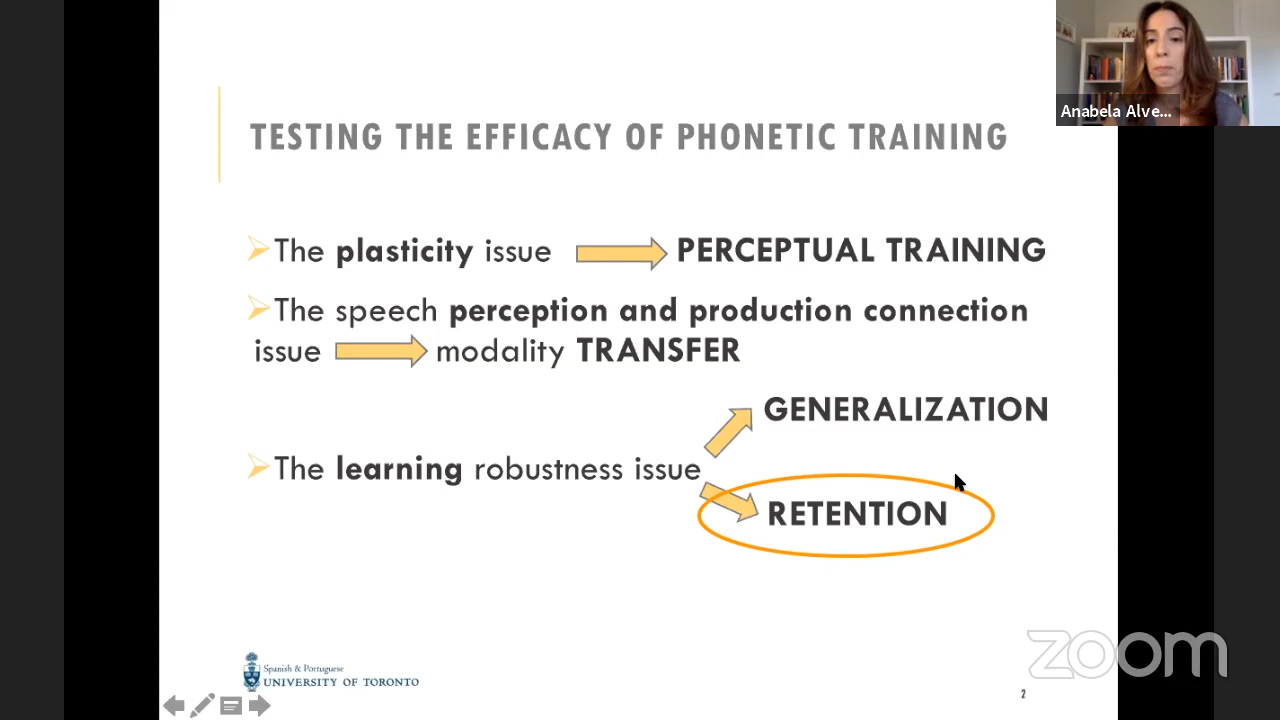 Anabela Alve...
TESTING THE EFFICACY OF PHONETIC TRAINING
The plasticity issue PERCEPTUAL TRAINING
The speech perception and production connection
issue modality TRANSFER
GENERALIZATION
The learning robustness issue
RETENTION
Spanish & Portuguese
UNIVERSITY OF TORONTO
zoom
2